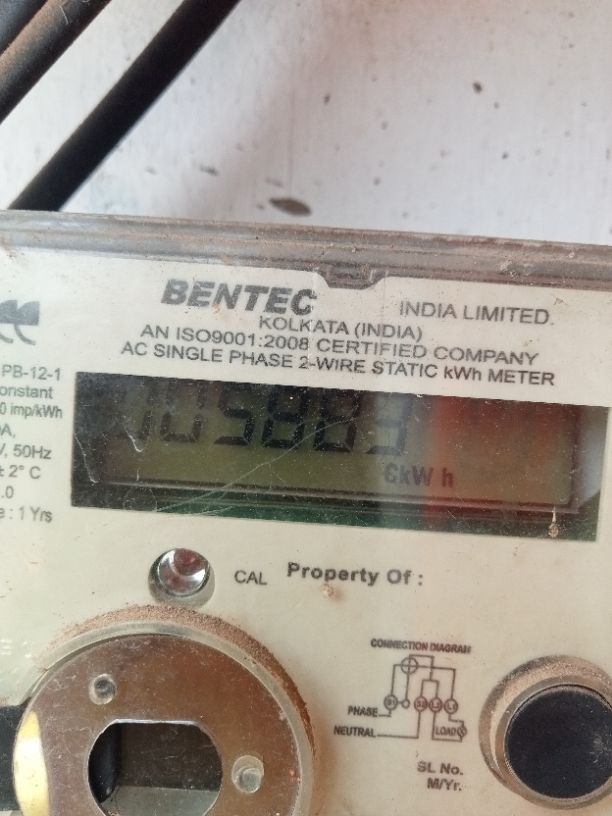 BENTEC INDIA LIMITED.
KOLKATA (INDIA)
AN ISO9001:2008 CERTIFIED COMPANY
AC SINGLE PHASE 2-WIRE STATIC kWh METER
PB-12-1
onstant
0 imp/kWh
A,
V, 50Hz
2° C
.0
e : 1 Yrs
kW h
CAL Property Of :
CONNECTION DIAGRAM
PHASE
NEUTRAL
LOAD
SL No.
M/Yr.